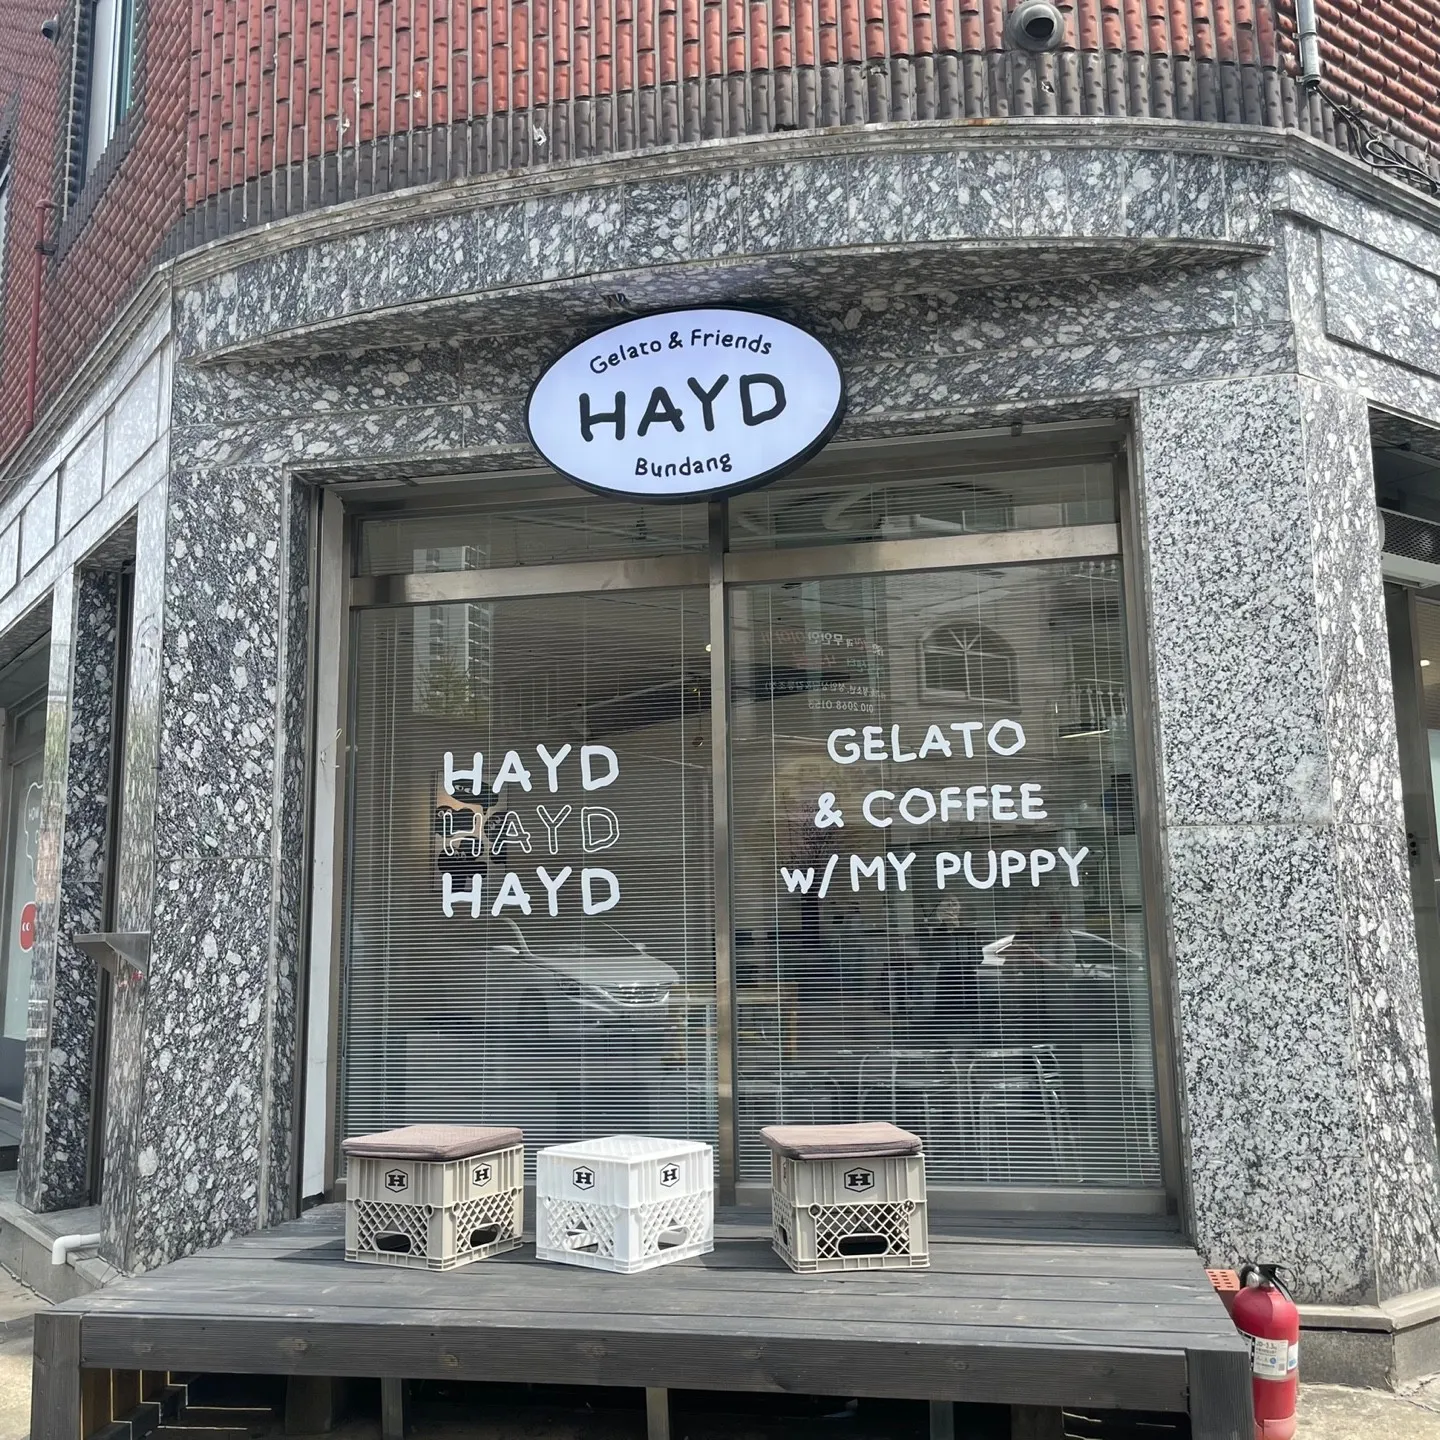 Gelato & Friends
HAYD
Bundang
HAYD
HAYD
HAYD
GELATO
& COFFEE
w/ MY PUPPY
H
H
H
H
H